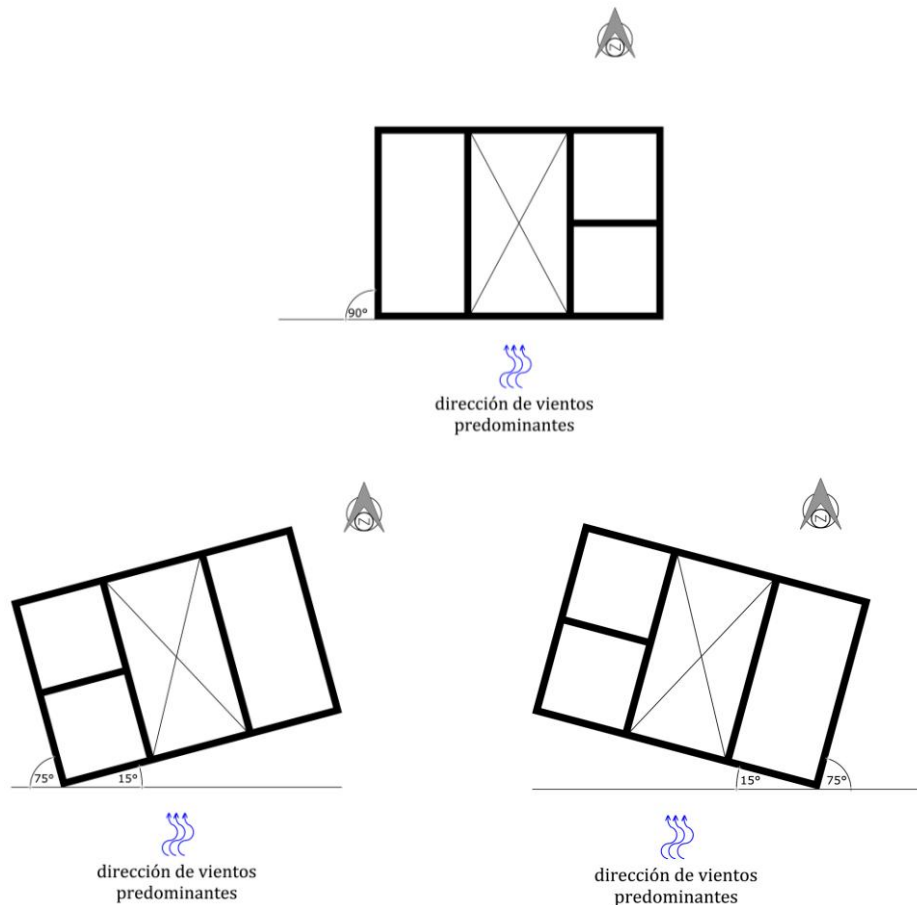 N
90°
dirección de vientos
predominantes
N
N
75°
15°
15°
75°
dirección de vientos
predominantes
dirección de vientos
predominantes